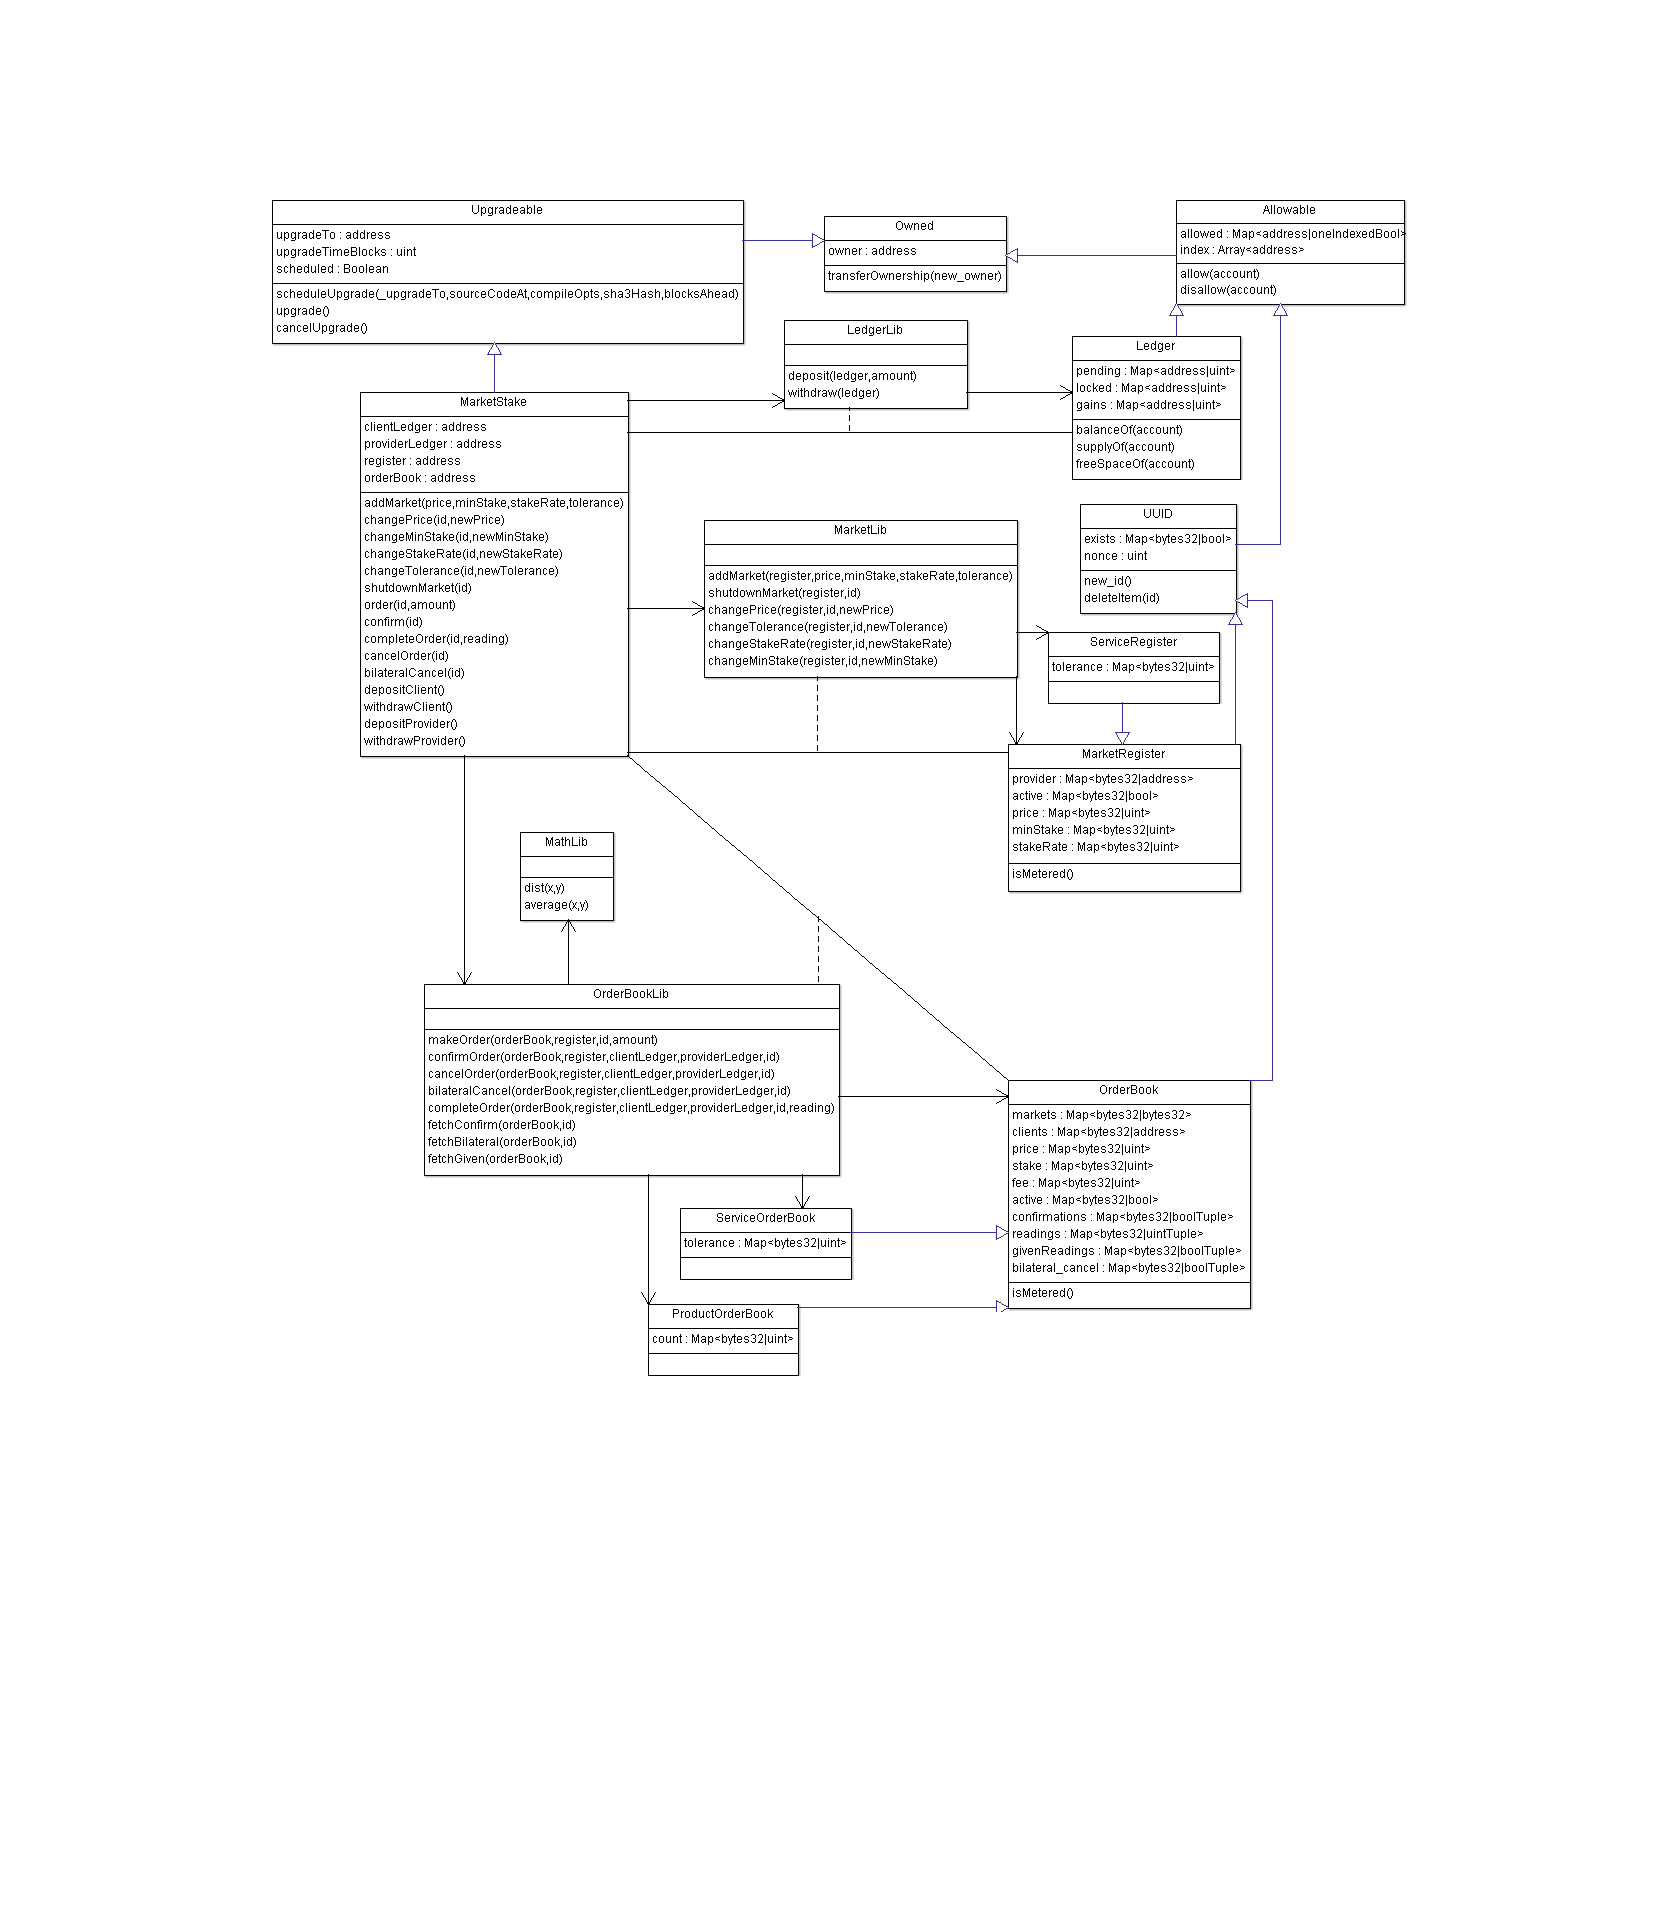 Upgradeable
upgradeTo : address
upgradeTimeBlocks : uint
scheduled : Boolean
scheduleUpgrade(_upgradeTo,sourceCodeAt,compileOpts,sha3Hash,blocksAhead)
upgrade()
cancelUpgrade()
Owned
owner : address
transferOwnership(new_owner)
Allowable
allowed : Map<address|oneIndexedBool>
index : Array<address>
allow(account)
disallow(account)
LedgerLib
deposit(ledger,amount)
withdraw(ledger)
Ledger
pending : Map<address|uint>
locked : Map<address|uint>
gains : Map<address|uint>
balanceOf(account)
supplyOf(account)
freeSpaceOf(account)
MarketStake
clientLedger : address
providerLedger : address
register : address
orderBook : address
addMarket(price,minStake,stakeRate,tolerance)
changePrice(id,newPrice)
changeMinStake(id,newMinStake)
changeStakeRate(id,newStakeRate)
changeTolerance(id,newTolerance)
shutdownMarket(id)
order(id,amount)
confirm(id)
completeOrder(id,reading)
cancelOrder(id)
bilateralCancel(id)
depositClient()
withdrawClient()
depositProvider()
withdrawProvider()
MarketLib
addMarket(register,price,minStake,stakeRate,tolerance)
shutdownMarket(register,id)
changePrice(register,id,newPrice)
changeTolerance(register,id,newTolerance)
changeStakeRate(register,id,newStakeRate)
changeMinStake(register,id,newMinStake)
UUID
exists : Map<bytes32|bool>
nonce : uint
new_id()
deleteItem(id)
ServiceRegister
tolerance : Map<bytes32|uint>
MarketRegister
provider : Map<bytes32|address>
active : Map<bytes32|bool>
price : Map<bytes32|uint>
minStake : Map<bytes32|uint>
stakeRate : Map<bytes32|uint>
isMetered()
MathLib
dist(x,y)
average(x,y)
OrderBookLib
makeOrder(orderBook,register,id,amount)
confirmOrder(orderBook,register,clientLedger,providerLedger,id)
cancelOrder(orderBook,register,clientLedger,providerLedger,id)
bilateralCancel(orderBook,register,clientLedger,providerLedger,id)
completeOrder(orderBook,register,clientLedger,providerLedger,id,reading)
fetchConfirm(orderBook,id)
fetchBilateral(orderBook,id)
fetchGiven(orderBook,id)
OrderBook
markets : Map<bytes32|bytes32>
clients : Map<bytes32|address>
price : Map<bytes32|uint>
stake : Map<bytes32|uint>
fee : Map<bytes32|uint>
active : Map<bytes32|bool>
confirmations : Map<bytes32|boolTuple>
readings : Map<bytes32|uintTuple>
givenReadings : Map<bytes32|boolTuple>
bilateral_cancel : Map<bytes32|boolTuple>
isMetered()
ServiceOrderBook
tolerance : Map<bytes32|uint>
ProductOrderBook
count : Map<bytes32|uint>